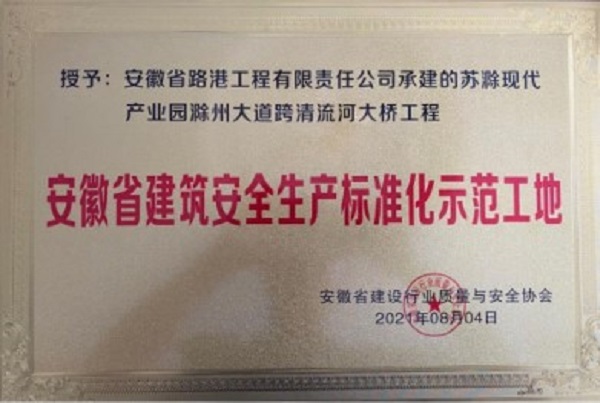 授予：安徽省路港工程有限责任公司承建的苏滁现代
产业园滁州大道跨清流河大桥工程
安徽省建筑安全生产标准化示范工地
安徽省建设行业质量与安全协会
2021年08月04日